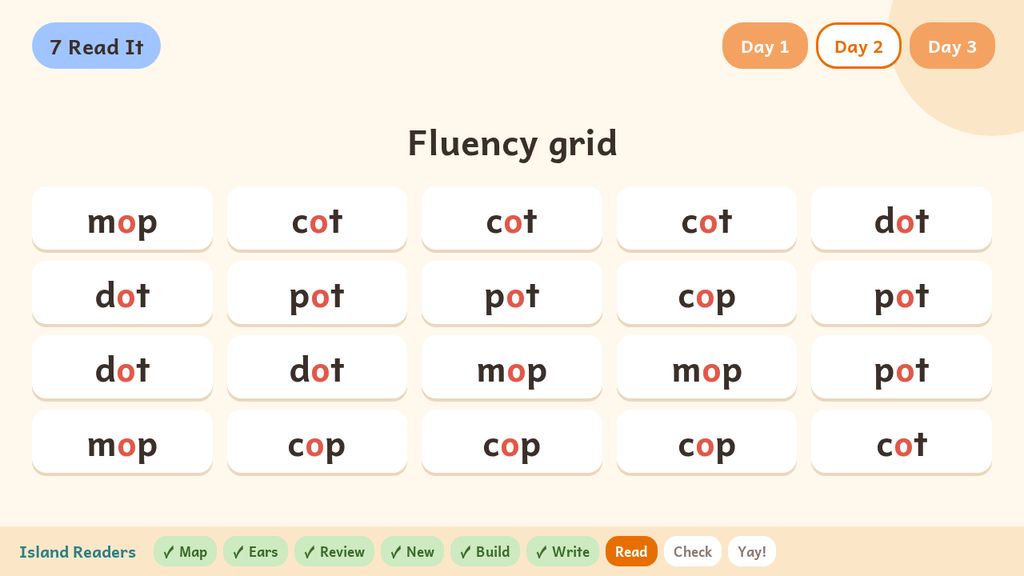 7 Read It Day 1 Day 2 Day 3
Fluency grid
mop cot cot cot dot
dot pot pot cop pot
dot dot mop mop pot
mop cop cop cop cot
Island Readers ✓ Map ✓ Ears ✓ Review ✓ New ✓ Build ✓ Write Read Check Yay!